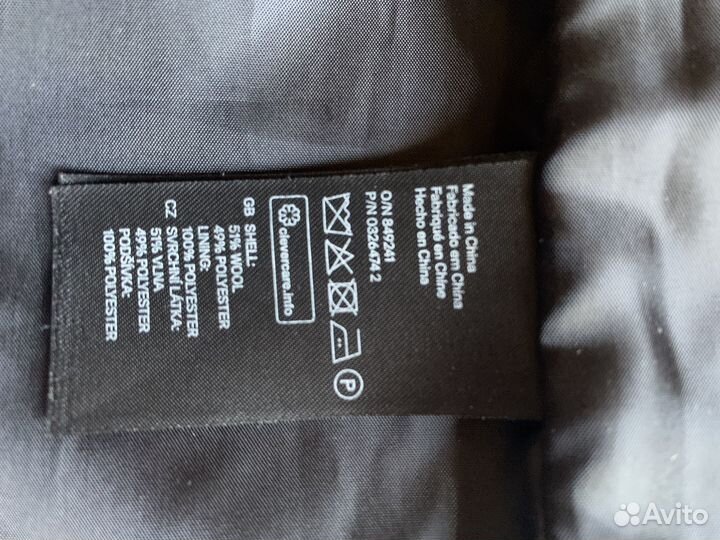 Made in China
Fabricado em China
Fabriqué en Chine
Hecho en China
O/N 849241
P/N 0326474 2
P
clevercare.info
GB SHELL:
51% WOOL
49% POLYESTER
LINING:
100% POLYESTER
CZ SVRCHNÍ LÁTKA:
51% VLNA
49% POLYESTER
PODŠÍVKA:
100% POLYESTER
Avito